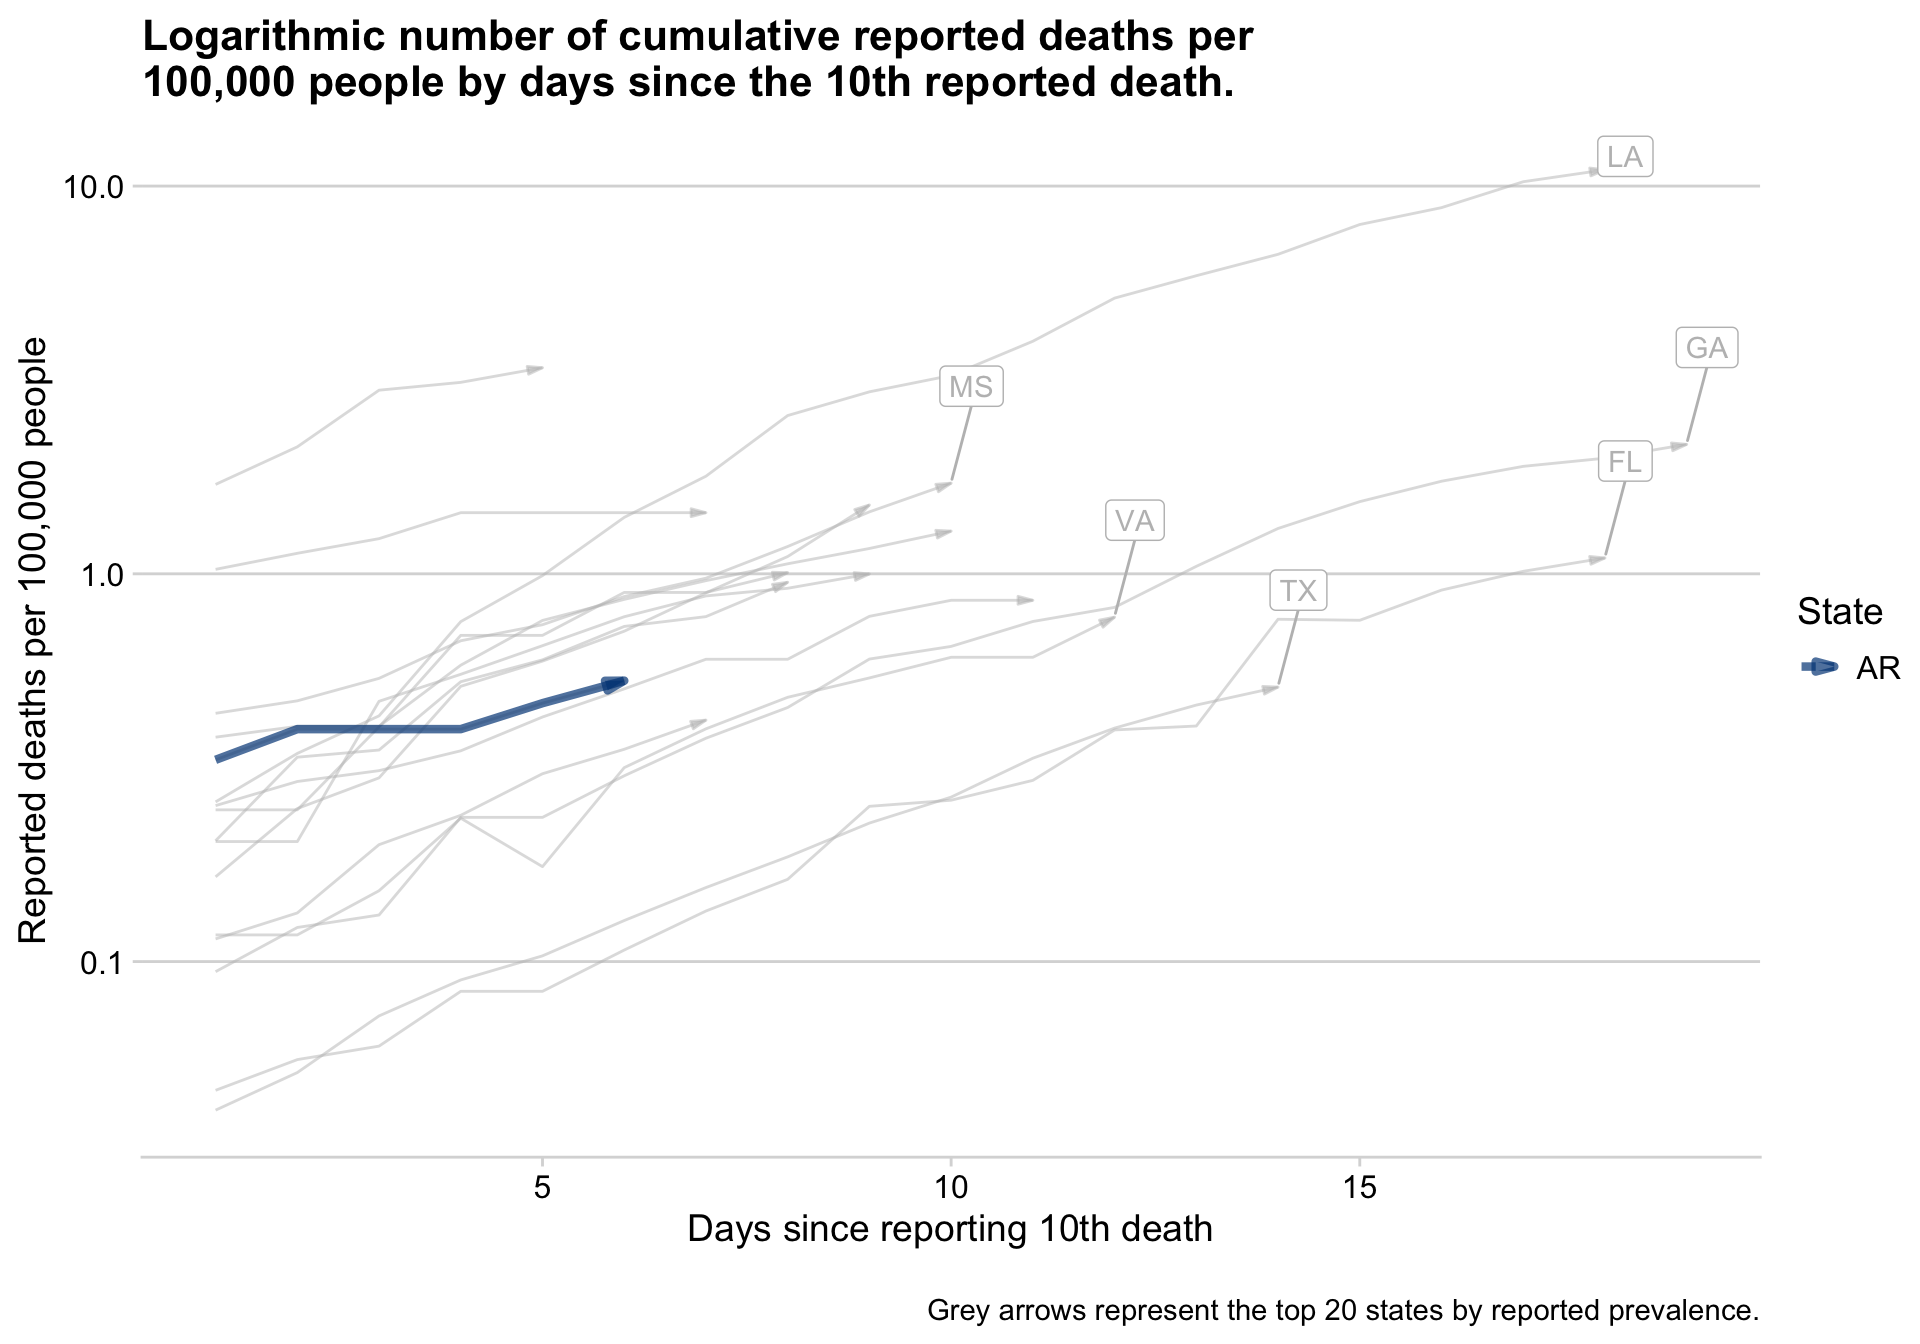 Logarithmic number of cumulative reported deaths per
100,000 people by days since the 10th reported death.
Reported deaths per 100,000 people
10.0
1.0
0.1
LA
GA
MS
FL
VA
TX
State
AR
5
10
15
Days since reporting 10th death
Grey arrows represent the top 20 states by reported prevalence.